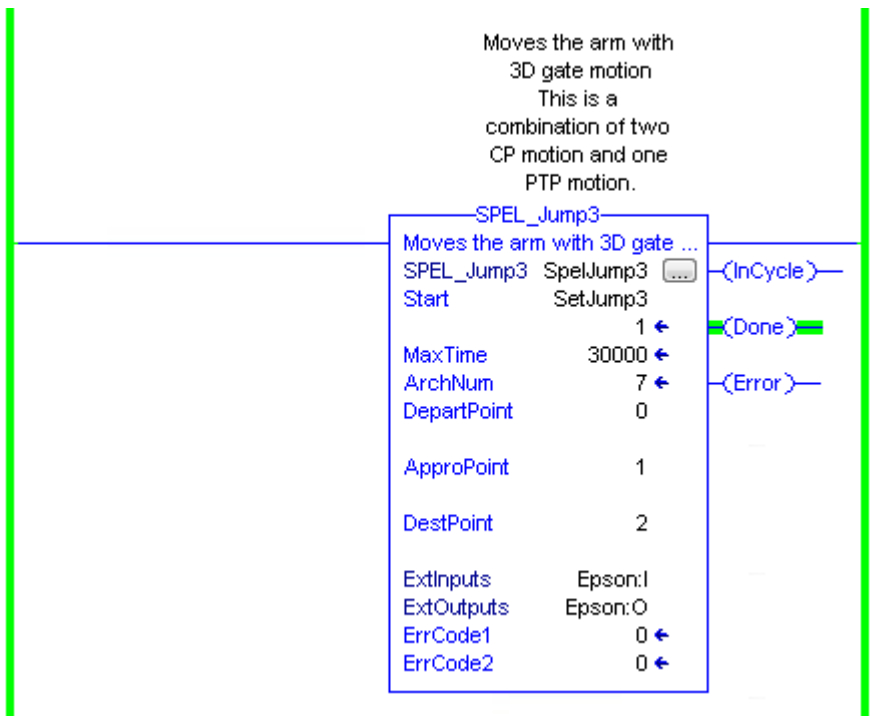 Moves the arm with
3D gate motion
This is a
combination of two
CP motion and one
PTP motion.
SPEL_Jump3
Moves the arm with 3D gate ...
SPEL_Jump3 SpelJump3 ... (InCycle)
Start SetJump3
1 (Done)
MaxTime 30000
ArchNum 7 (Error)
DepartPoint 0
ApproPoint 1
DestPoint 2
ExtInputs Epson:I
ExtOutputs Epson:O
ErrCode1 0
ErrCode2 0